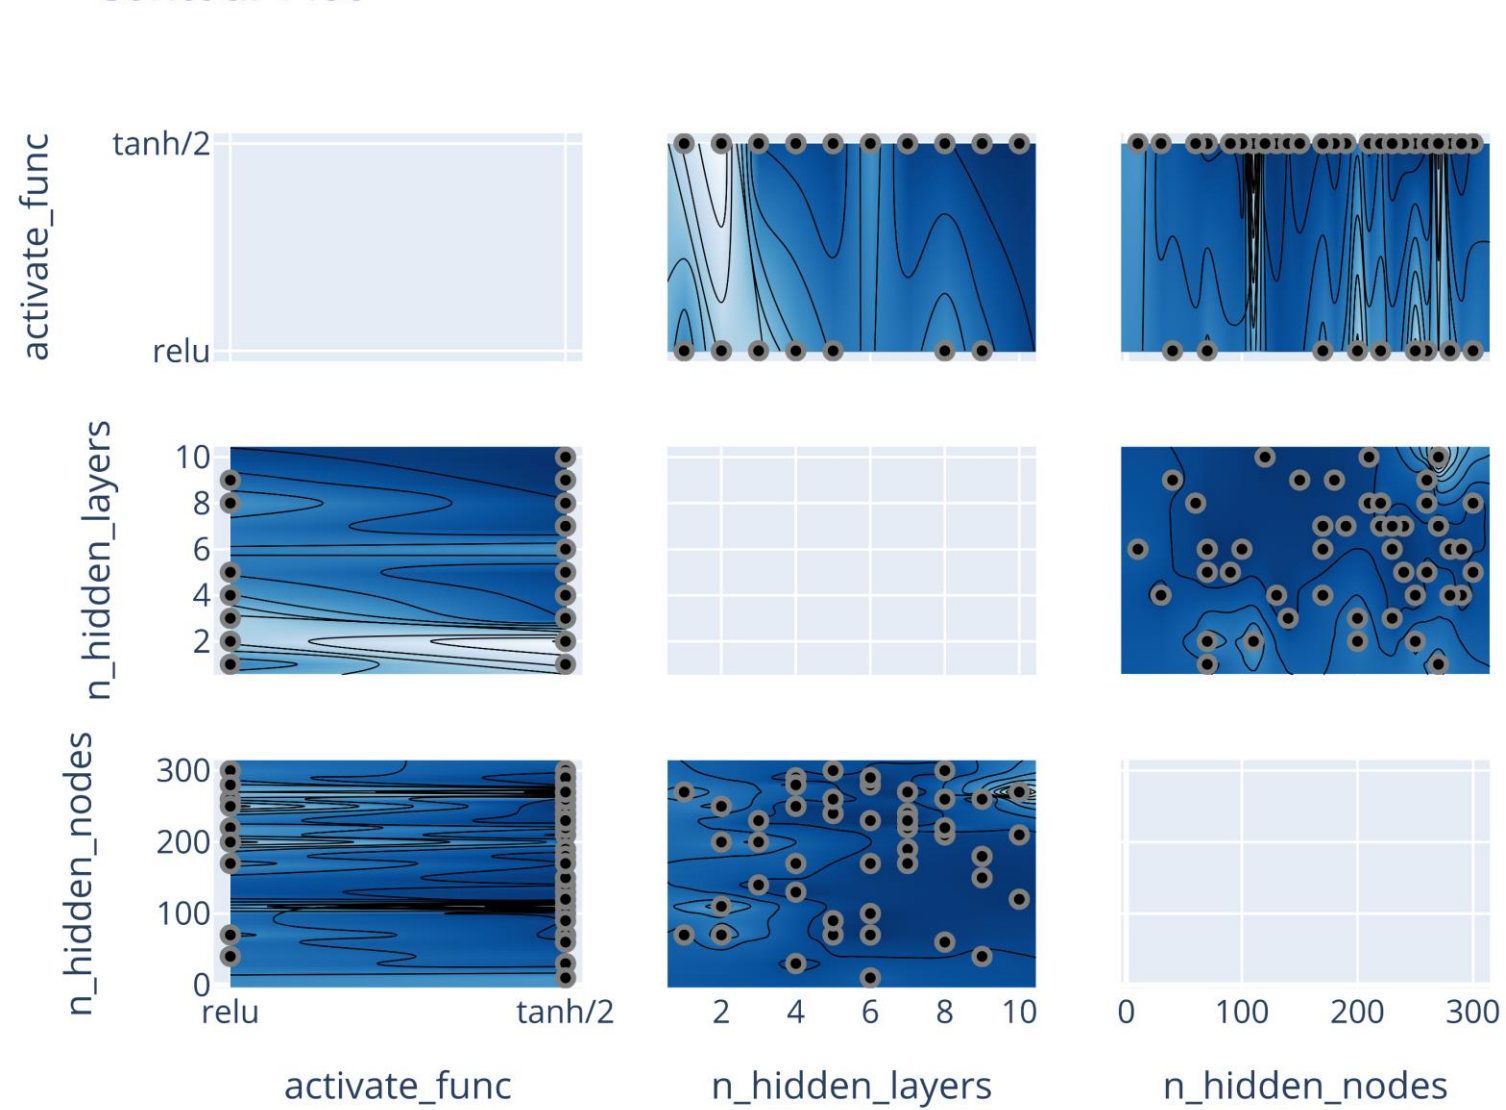 activate_func
tanh/2
relu
n_hidden_layers
10
8
6
4
2
n_hidden_nodes
300
200
100
0
relu tanh/2
2 4 6 8 10
0 100 200 300
activate_func n_hidden_layers n_hidden_nodes